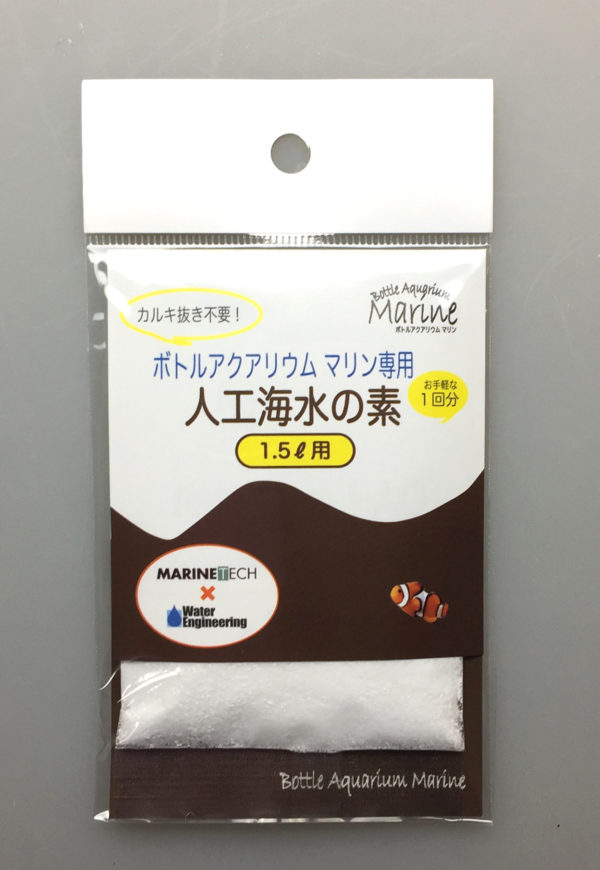 カルキ抜き不要！
Bottle Aquarium
Marine
ボトルアクアリウム マリン
ボトルアクアリウム マリン専用
人工海水の素
お手軽な
1回分
1.5ℓ用
MARINETECH
×
Water
Engineering
Bottle Aquarium Marine